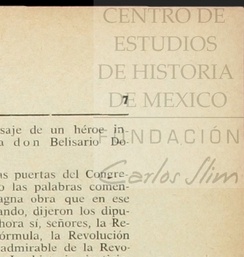 CENTRO DE
ESTUDIOS
DE HISTORIA
DE MEXICO
7
FUNDACIÓN
Carlos Slim
saje de un héroe in-
a don Belisario Do
as puertas del Congre-
o las palabras comen-
agna obra que en ese
ando, dijeron los dipu-
hora sí, señores, la Re-
órmula, la Revolución
admirable de la Revo-